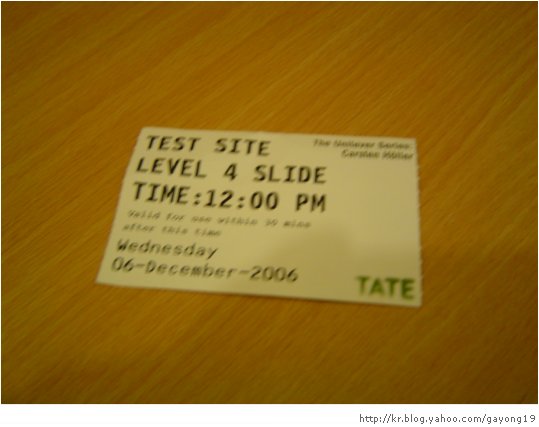 TEST SITE
The Unilever Series:
Carsten Höller
LEVEL 4 SLIDE
TIME:12:00 PM
Valid for use within 30 mins
after this time
Wednesday
06-December-2006
TATE
http://kr.blog.yahoo.com/gayong19